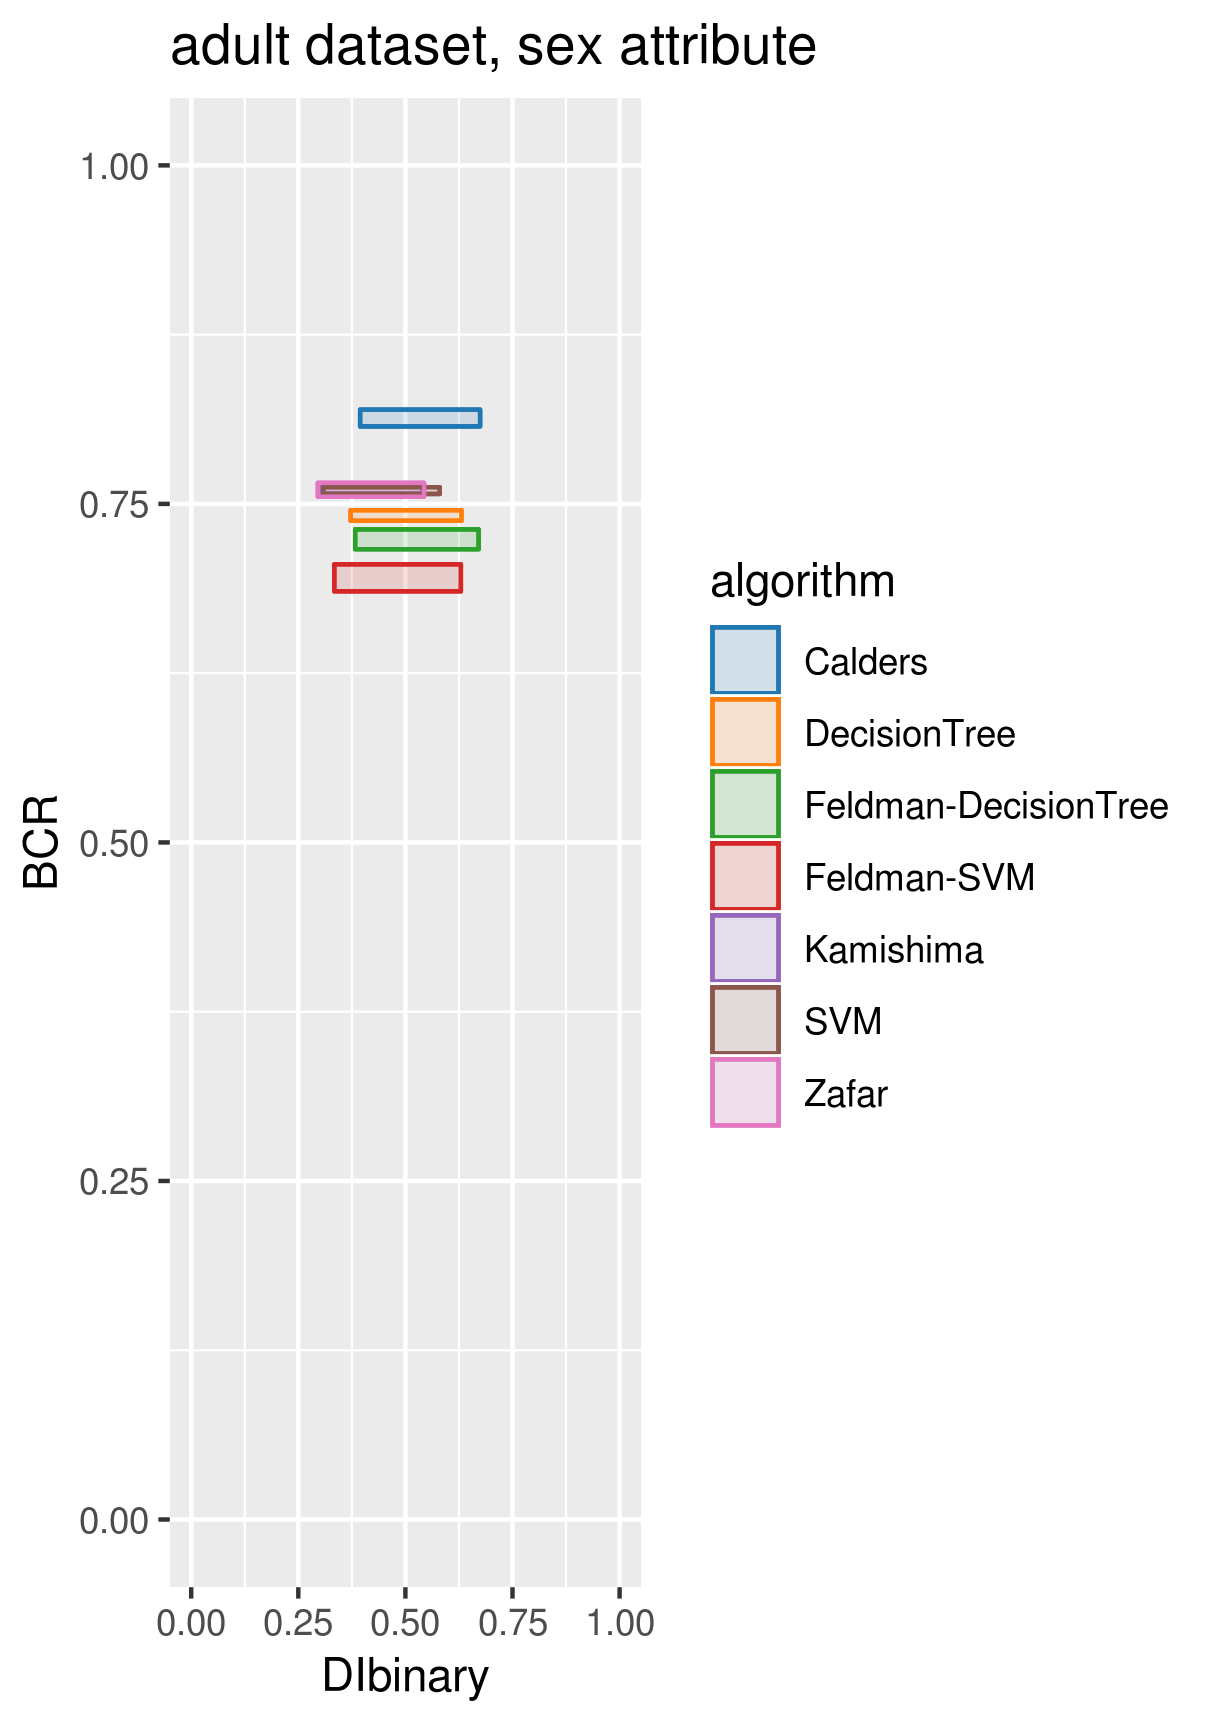 adult dataset, sex attribute
1.00
0.75
0.50
0.25
0.00
BCR
0.00 0.25 0.50 0.75 1.00
DIbinary
algorithm
Calders
DecisionTree
Feldman-DecisionTree
Feldman-SVM
Kamishima
SVM
Zafar